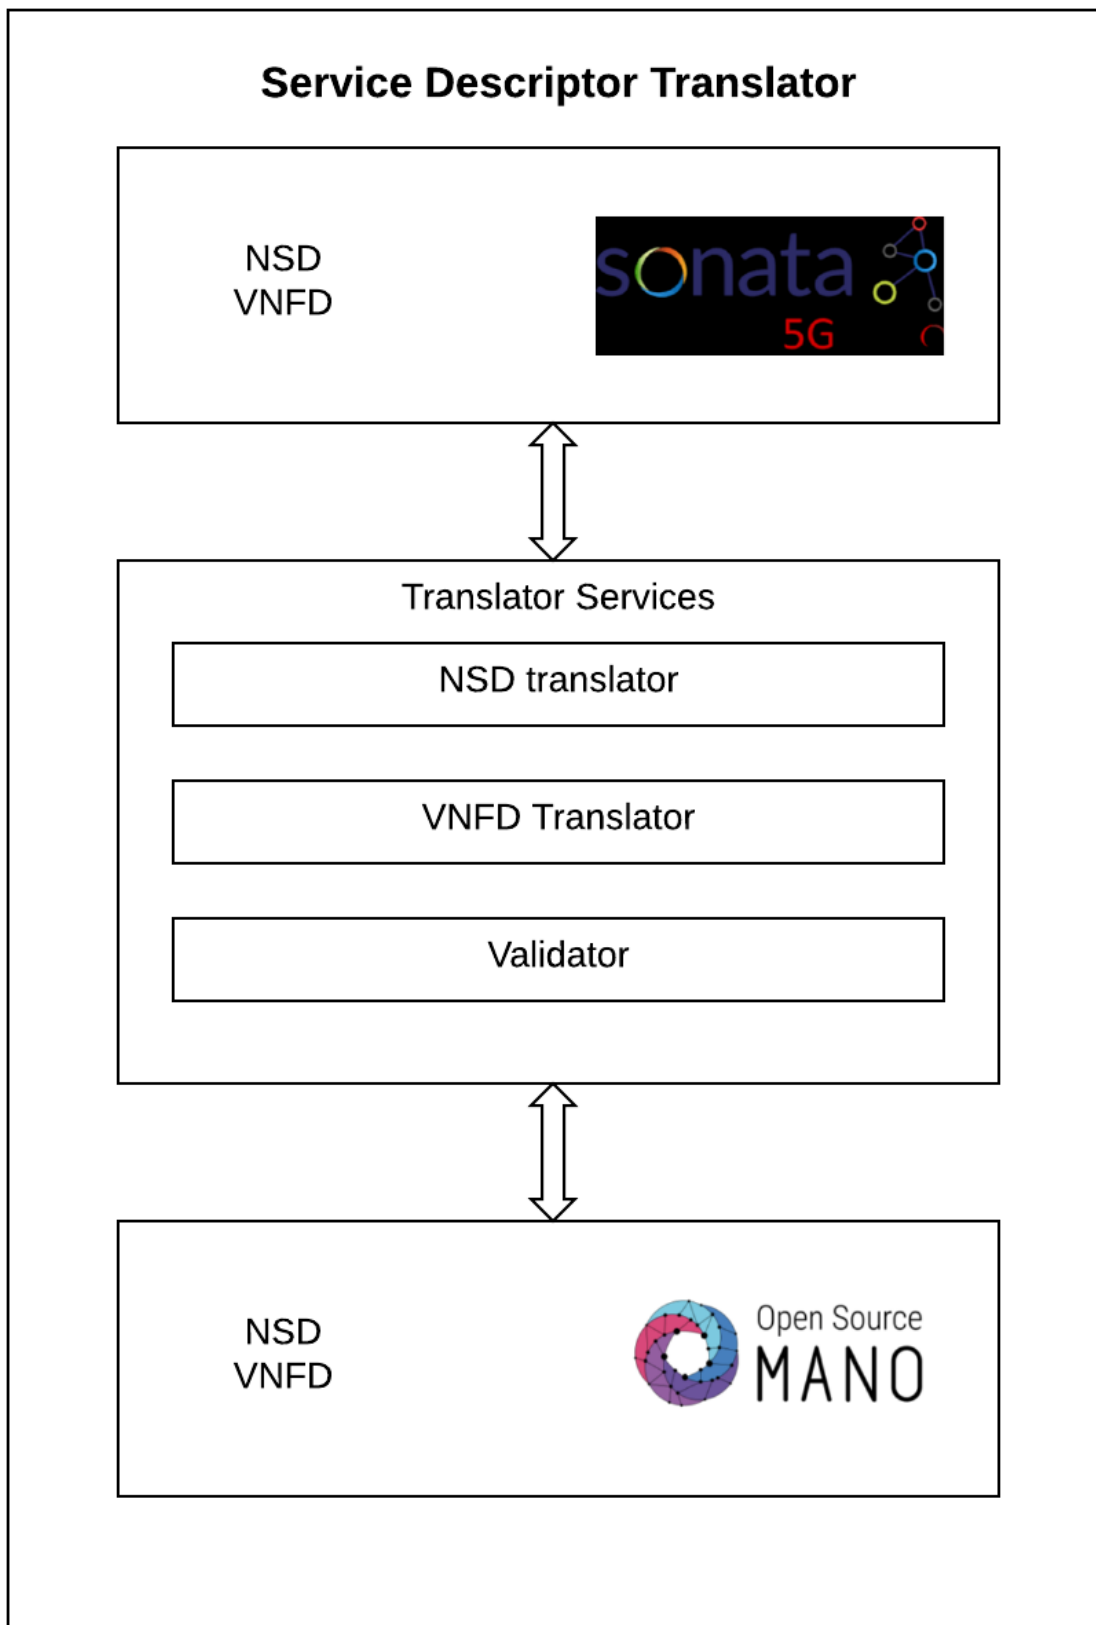 Service Descriptor Translator
NSD
VNFD
sonata
5G
Translator Services
NSD translator
VNFD Translator
Validator
NSD
VNFD
Open Source
MANO